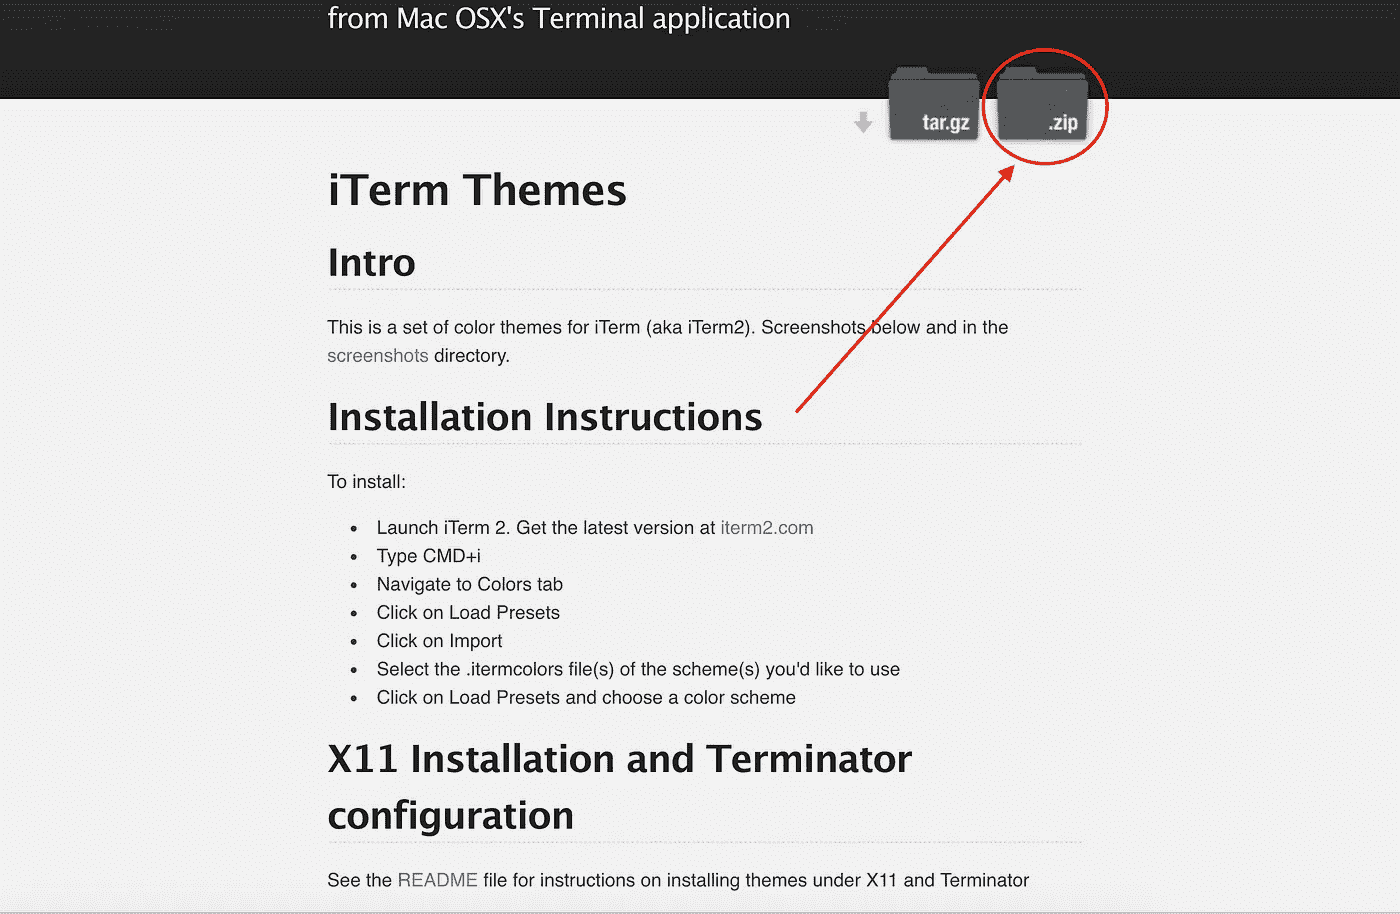 from Mac OSX's Terminal application
tar.gz
.zip
iTerm Themes
Intro
This is a set of color themes for iTerm (aka iTerm2). Screenshots below and in the
screenshots directory.
Installation Instructions
To install:
• Launch iTerm 2. Get the latest version at iterm2.com
• Type CMD+i
• Navigate to Colors tab
• Click on Load Presets
• Click on Import
• Select the .itermcolors file(s) of the scheme(s) you'd like to use
• Click on Load Presets and choose a color scheme
X11 Installation and Terminator
configuration
See the README file for instructions on installing themes under X11 and Terminator